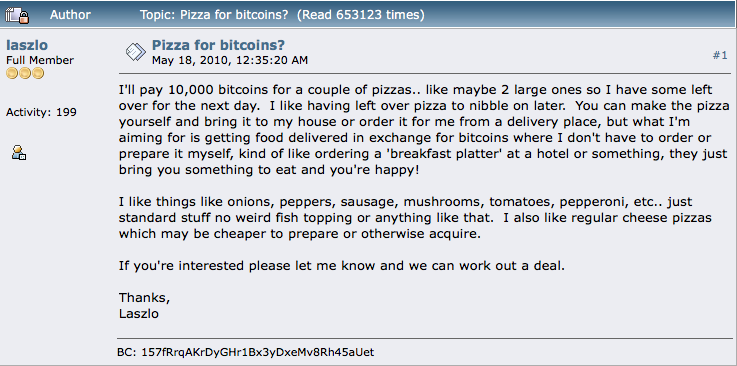 Author Topic: Pizza for bitcoins? (Read 653123 times)
laszlo
Full Member
Activity: 199
Pizza for bitcoins?
May 18, 2010, 12:35:20 AM
#1
I'll pay 10,000 bitcoins for a couple of pizzas.. like maybe 2 large ones so I have some left
over for the next day. I like having left over pizza to nibble on later. You can make the pizza
yourself and bring it to my house or order it for me from a delivery place, but what I'm
aiming for is getting food delivered in exchange for bitcoins where I don't have to order or
prepare it myself, kind of like ordering a 'breakfast platter' at a hotel or something, they just
bring you something to eat and you're happy!
I like things like onions, peppers, sausage, mushrooms, tomatoes, pepperoni, etc.. just
standard stuff no weird fish topping or anything like that. I also like regular cheese pizzas
which may be cheaper to prepare or otherwise acquire.
If you're interested please let me know and we can work out a deal.
Thanks,
Laszlo
BC: 157fRrqAKrDyGHr1Bx3yDxeMv8Rh45aUet